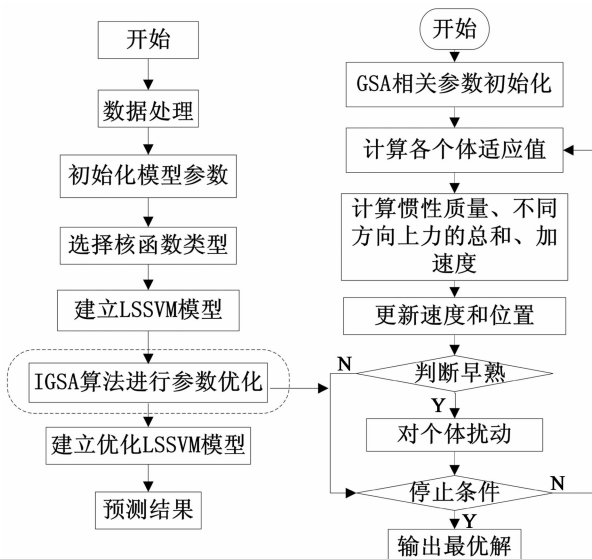 开始
数据处理
初始化模型参数
选择核函数类型
建立LSSVM模型
IGSA算法进行参数优化
建立优化LSSVM模型
预测结果
开始
GSA相关参数初始化
计算各个体适应值
计算惯性质量、不同
方向上力的总和、加
速度
更新速度和位置
N
判断早熟
Y
对个体扰动
停止条件
N
Y
输出最优解